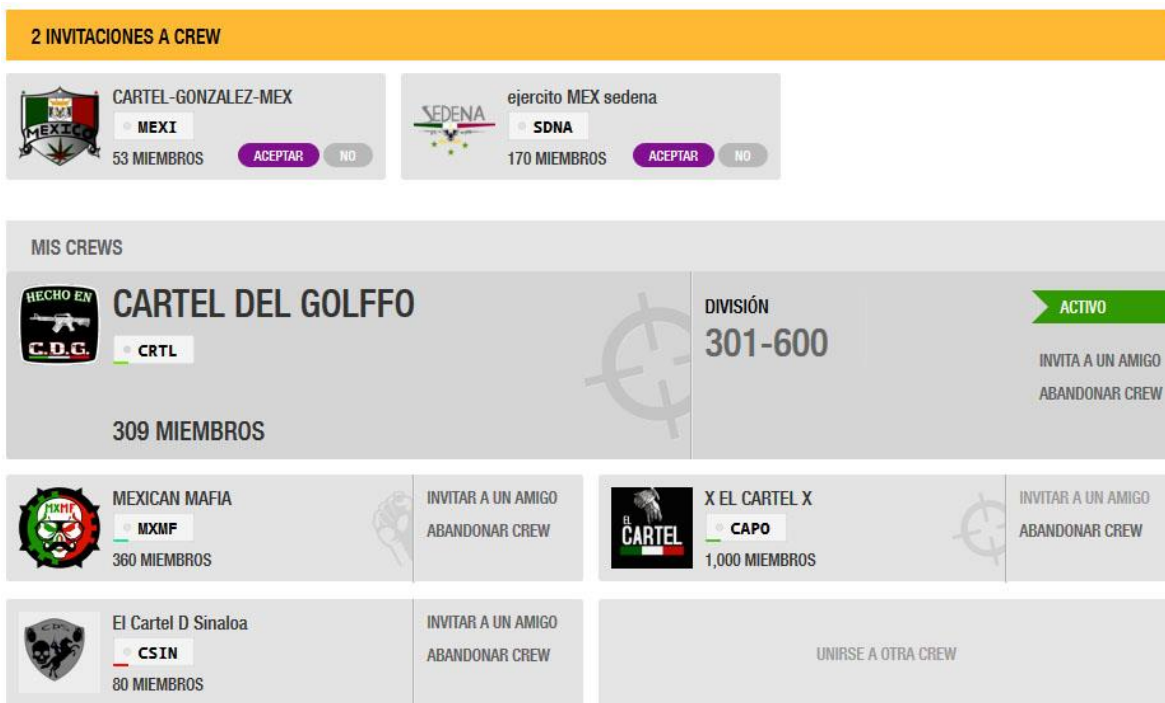 2 INVITACIONES A CREW
CARTEL-GONZALEZ-MEX
MEXICO
MEXI
53 MIEMBROS
ACEPTAR
NO
ejercito MEX sedena
SEDENA
SDNA
170 MIEMBROS
ACEPTAR
NO
MIS CREWS
HECHO EN
C.D.G.
CARTEL DEL GOLFFO
CRTL
309 MIEMBROS
DIVISIÓN
301-600
ACTIVO
INVITA A UN AMIGO
ABANDONAR CREW
MXMF
MEXICAN MAFIA
MXMF
360 MIEMBROS
INVITAR A UN AMIGO
ABANDONAR CREW
EL
CARTEL
X EL CARTEL X
CAPO
1,000 MIEMBROS
INVITAR A UN AMIGO
ABANDONAR CREW
El Cartel D Sinaloa
CSIN
80 MIEMBROS
INVITAR A UN AMIGO
ABANDONAR CREW
UNIRSE A OTRA CREW